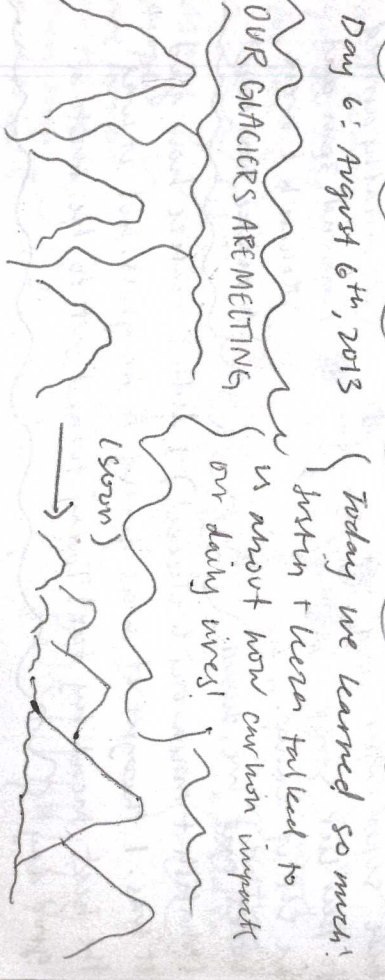 Day 6: August 6th, 2013
OUR GLACIERS ARE MELTING
(Today we learned so much!
Justin + talked to
us about how carbon impacts
our daily lives!
(soon)